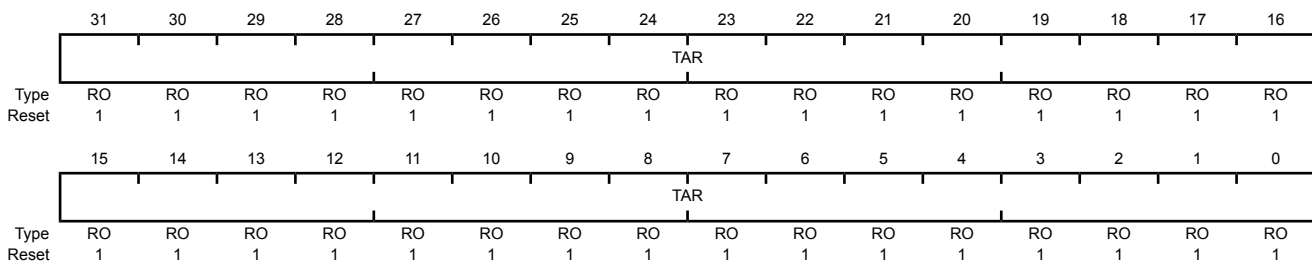 31 30 29 28 27 26 25 24 23 22 21 20 19 18 17 16
TAR
Type RO RO RO RO RO RO RO RO RO RO RO RO RO RO RO RO
Reset 1 1 1 1 1 1 1 1 1 1 1 1 1 1 1 1
15 14 13 12 11 10 9 8 7 6 5 4 3 2 1 0
TAR
Type RO RO RO RO RO RO RO RO RO RO RO RO RO RO RO RO
Reset 1 1 1 1 1 1 1 1 1 1 1 1 1 1 1 1